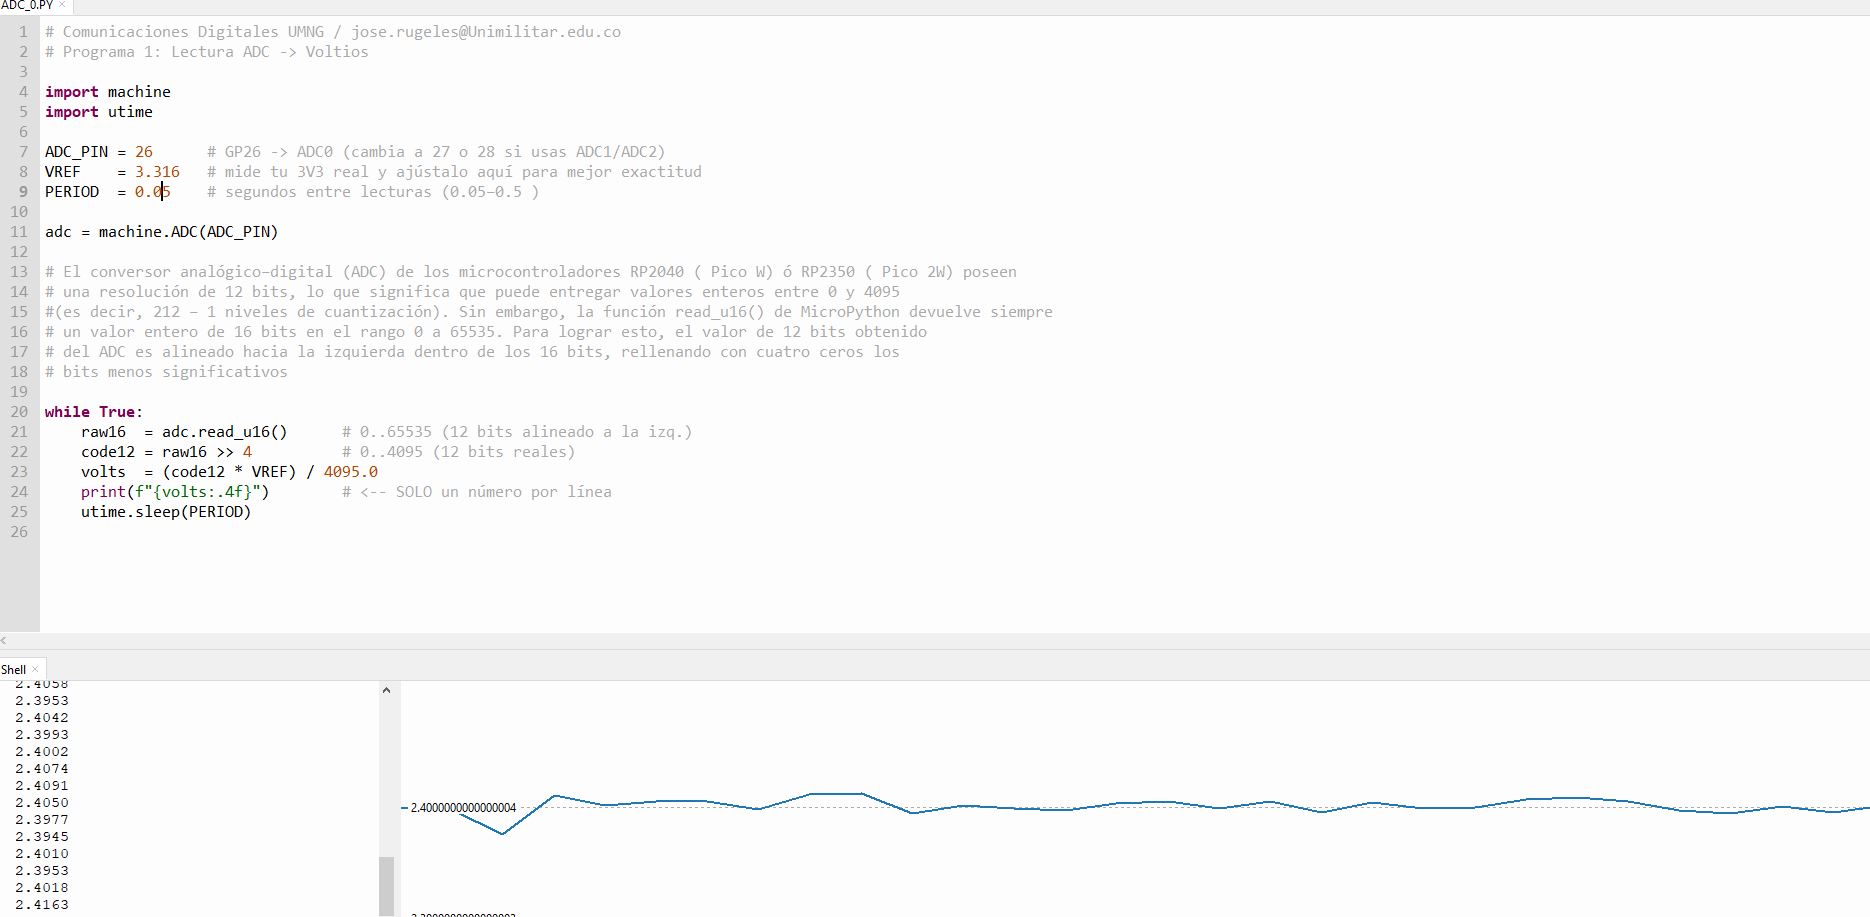 ADC_0.PY ×
1 # Comunicaciones Digitales UMNG / jose.rugeles@Unimilitar.edu.co
2 # Programa 1: Lectura ADC -> Voltios
3
4 import machine
5 import utime
6
7 ADC_PIN = 26      # GP26 -> ADC0 (cambia a 27 o 28 si usas ADC1/ADC2)
8 VREF    = 3.316   # mide tu 3V3 real y ajústalo aquí para mejor exactitud
9 PERIOD  = 0.05    # segundos entre lecturas (0.05–0.5 )
10
11 adc = machine.ADC(ADC_PIN)
12
13 # El conversor analógico–digital (ADC) de los microcontroladores RP2040 ( Pico W) ó RP2350 ( Pico 2W) poseen
14 # una resolución de 12 bits, lo que significa que puede entregar valores enteros entre 0 y 4095
15 #(es decir, 212 – 1 niveles de cuantización). Sin embargo, la función read_u16() de MicroPython devuelve siempre
16 # un valor entero de 16 bits en el rango 0 a 65535. Para lograr esto, el valor de 12 bits obtenido
17 # del ADC es alineado hacia la izquierda dentro de los 16 bits, rellenando con cuatro ceros los
18 # bits menos significativos
19
20 while True:
21     raw16  = adc.read_u16()      # 0..65535 (12 bits alineado a la izq.)
22     code12 = raw16 >> 4          # 0..4095 (12 bits reales)
23     volts  = (code12 * VREF) / 4095.0
24     print(f"{volts:.4f}")        # <-- SOLO un número por línea
25     utime.sleep(PERIOD)
26
Shell ×
2.4058
2.3953
2.4042
2.3993
2.4002
2.4074
2.4091
2.4050
2.3977
2.3945
2.4010
2.3953
2.4018
2.4163
2.4000000000000004